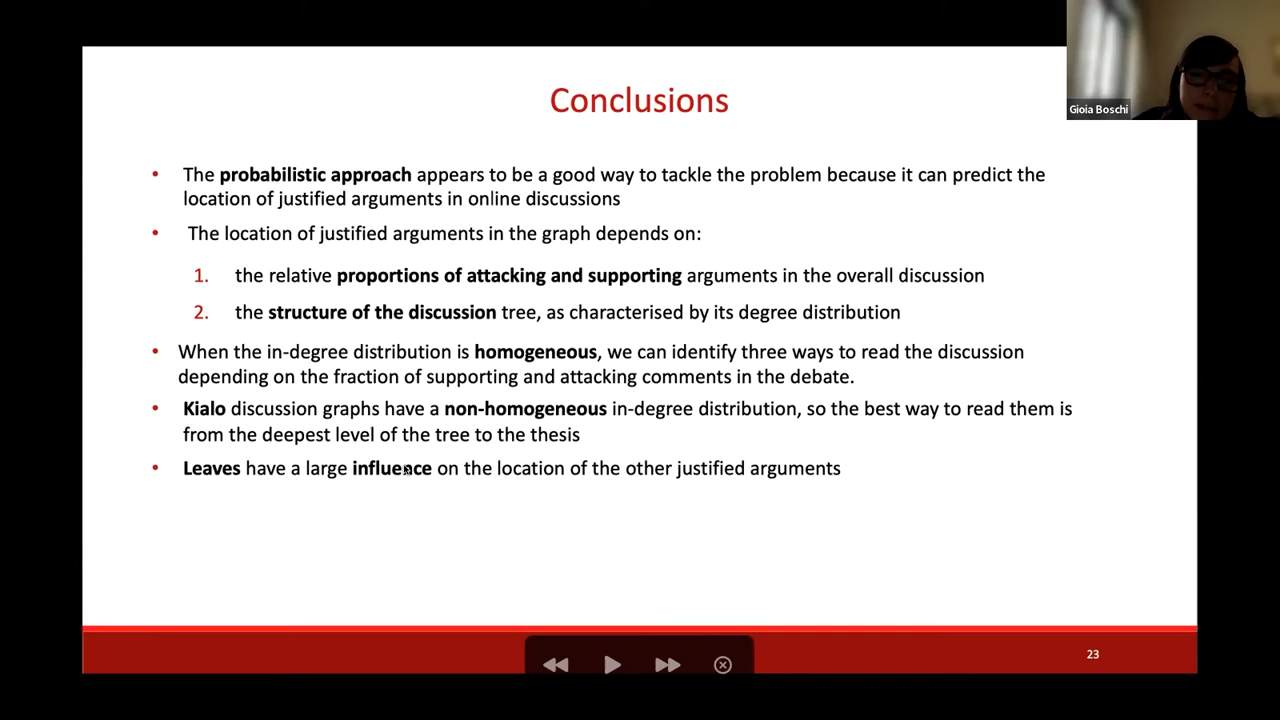 Conclusions
Gioia Boschi
• The probabilistic approach appears to be a good way to tackle the problem because it can predict the
location of justified arguments in online discussions
• The location of justified arguments in the graph depends on:
1. the relative proportions of attacking and supporting arguments in the overall discussion
2. the structure of the discussion tree, as characterised by its degree distribution
• When the in-degree distribution is homogeneous, we can identify three ways to read the discussion
depending on the fraction of supporting and attacking comments in the debate.
• Kialo discussion graphs have a non-homogeneous in-degree distribution, so the best way to read them is
from the deepest level of the tree to the thesis
• Leaves have a large influence on the location of the other justified arguments
23